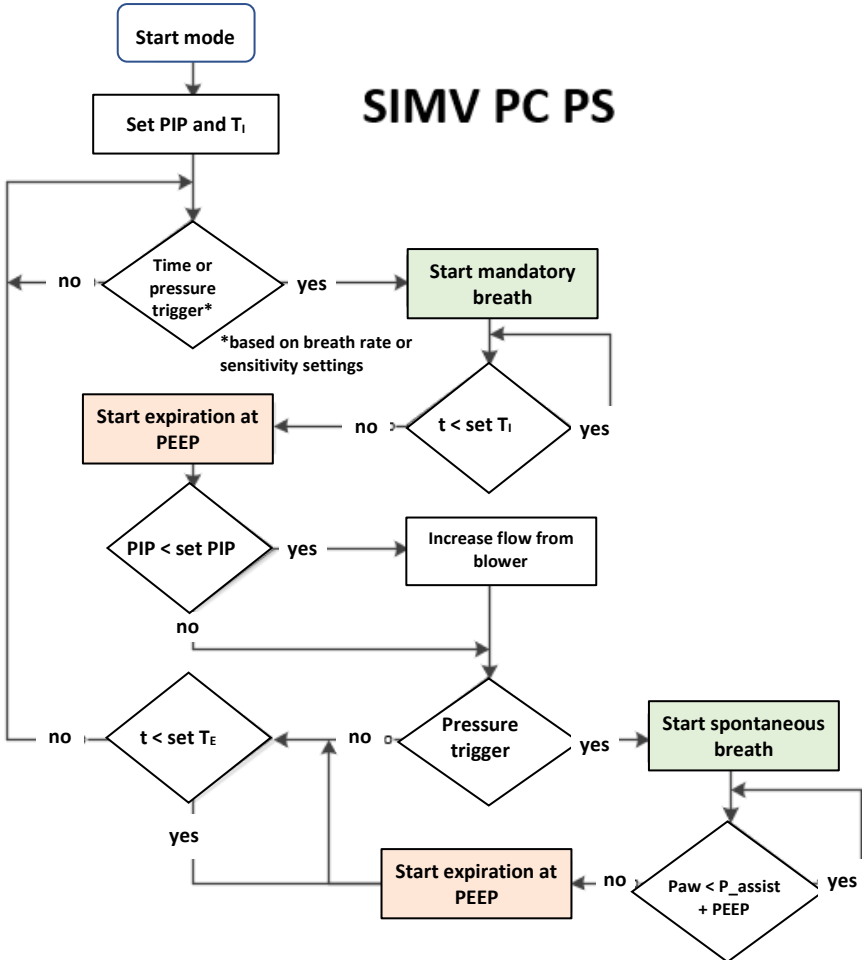 Start mode
SIMV PC PS
Set PIP and Tᵢ
Time or
pressure
trigger*
no
yes
Start mandatory
breath
*based on breath rate or
sensitivity settings
t < set Tᵢ
yes
no
Start expiration at
PEEP
PIP < set PIP
yes
Increase flow from
blower
no
Pressure
trigger
no
yes
Start spontaneous
breath
t < set Tᴇ
no
yes
Start expiration at
PEEP
no
Paw < P_assist
+ PEEP
yes